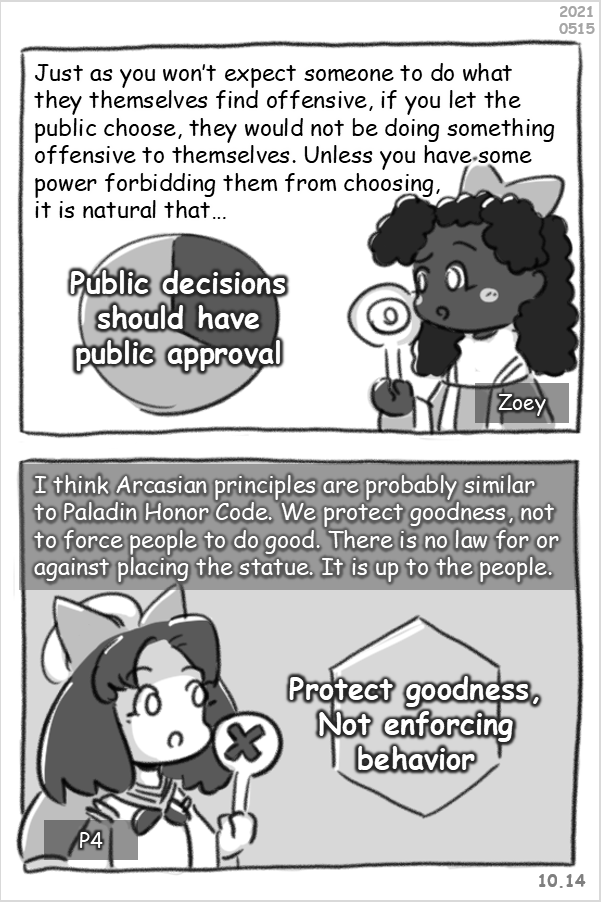 2021
0515
Just as you won't expect someone to do what
they themselves find offensive, if you let the
public choose, they would not be doing something
offensive to themselves. Unless you have some
power forbidding them from choosing,
it is natural that...
Public decisions
should have
public approval
Zoey
I think Arcasian principles are probably similar
to Paladin Honor Code. We protect goodness, not
to force people to do good. There is no law for or
against placing the statue. It is up to the people.
Protect goodness,
Not enforcing
behavior
P4
10.14